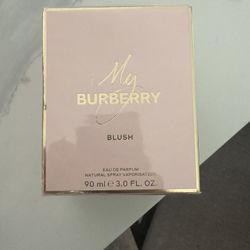 My
BURBERRY
BLUSH
EAU DE PARFUM
NATURAL SPRAY VAPORISATEUR
90 ml ℮ 3.0 FL. OZ.